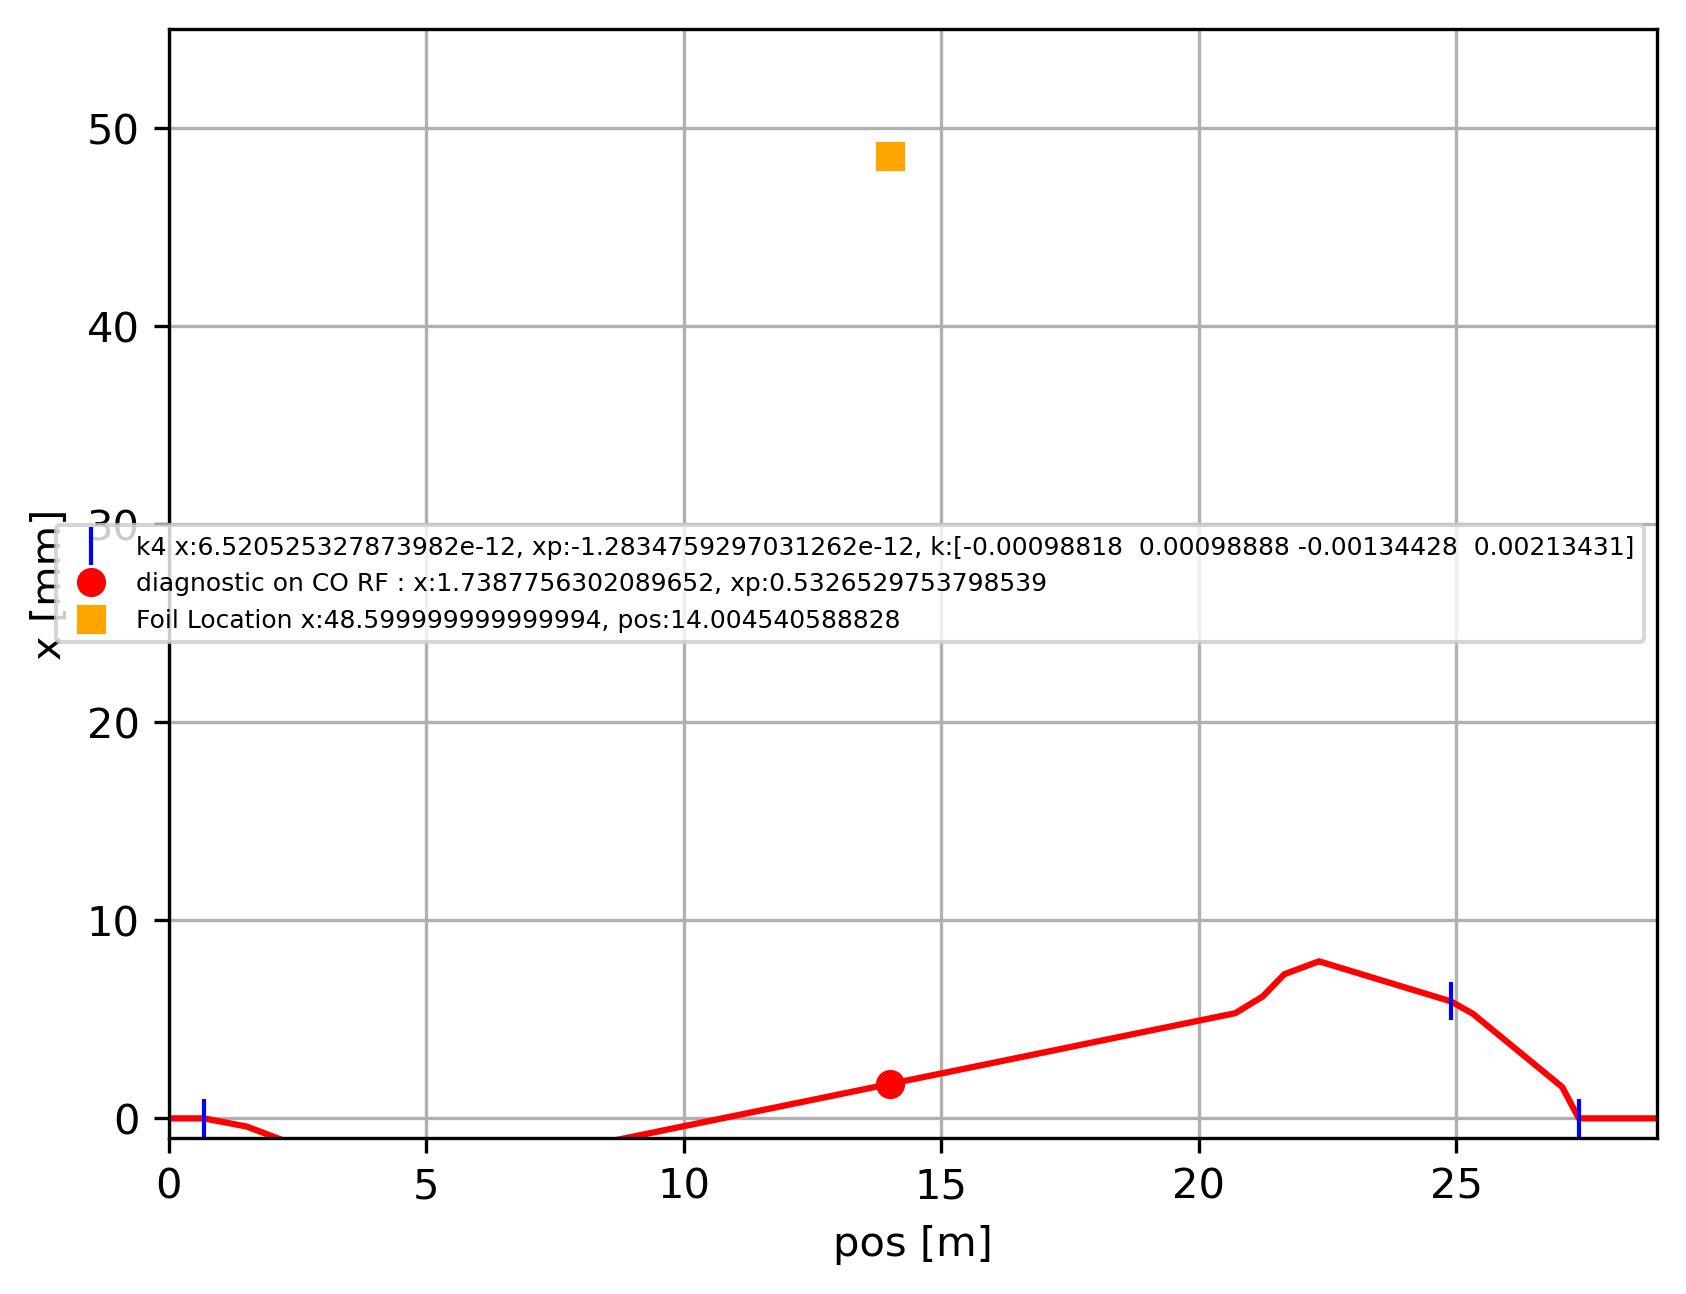 50
40
30
k4 x:6.520525327873982e-12, xp:-1.2834759297031262e-12, k:[-0.00098818  0.00098888 -0.00134428  0.00213431]
diagnostic on CO RF : x:1.7387756302089652, xp:0.5326529753798539
Foil Location x:48.599999999999994, pos:14.004540588828
x [mm]
20
10
0
0 5 10 15 20 25
pos [m]